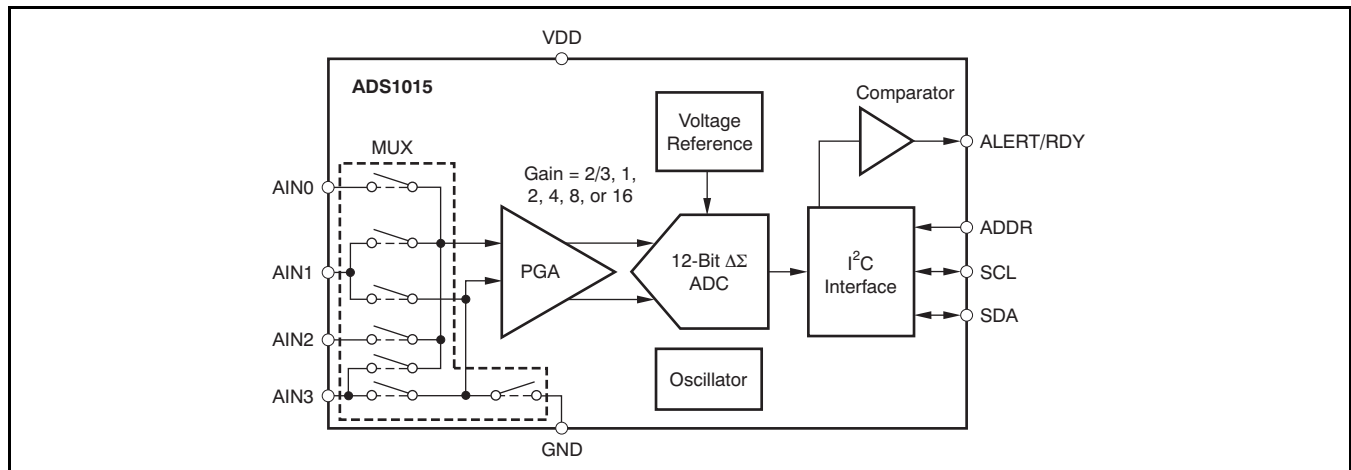 VDD
ADS1015
Comparator
Voltage
Reference
ALERT/RDY
MUX
Gain = 2/3, 1,
2, 4, 8, or 16
AIN0
ADDR
AIN1
PGA
12-Bit ΔΣ
ADC
I²C
Interface
SCL
SDA
AIN2
Oscillator
AIN3
GND